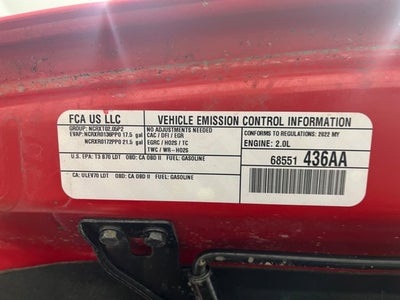 FCA US LLC
VEHICLE EMISSION CONTROL INFORMATION
GROUP: NCRXT02.05P2
EVAP: NCRXR0136PP0 17.5 gal
NCRXR0172PP0 21.5 gal
NO ADJUSTMENTS NEEDED
CAC / DFI / EGR
EGRC / HO2S / TC
TWC / WR-HO2S
CONFORMS TO REGULATIONS: 2022 MY
ENGINE: 2.0L
U.S. EPA: T3 B70 LDT OBD: CA OBD II FUEL: GASOLINE
CA: ULEV70 LDT OBD: CA OBD II FUEL: GASOLINE
68551 436AA